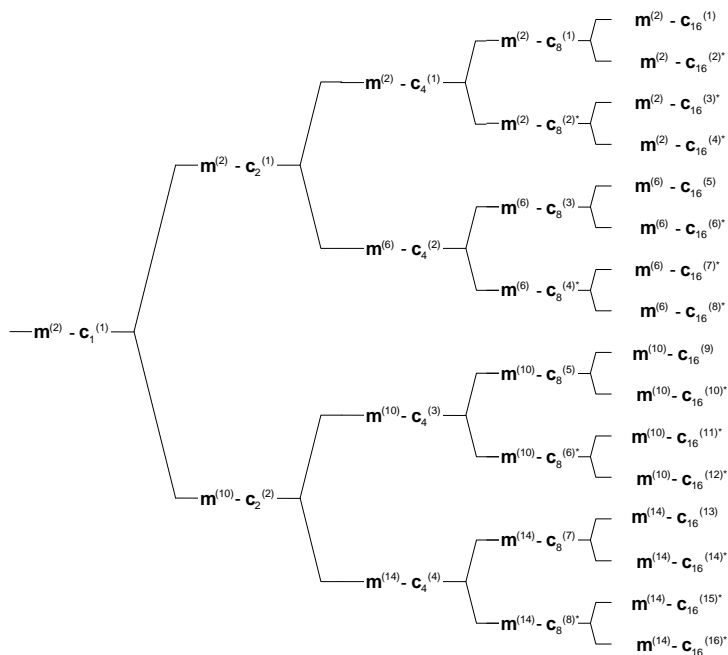 m⁽²⁾ - c₁₆⁽¹⁾
m⁽²⁾ - c₈⁽¹⁾
m⁽²⁾ - c₁₆⁽²⁾*
m⁽²⁾ - c₄⁽¹⁾
m⁽²⁾ - c₁₆⁽³⁾*
m⁽²⁾ - c₈⁽²⁾*
m⁽²⁾ - c₁₆⁽⁴⁾*
m⁽²⁾ - c₂⁽¹⁾
m⁽⁶⁾ - c₁₆⁽⁵⁾
m⁽⁶⁾ - c₈⁽³⁾
m⁽⁶⁾ - c₁₆⁽⁶⁾*
m⁽⁶⁾ - c₄⁽²⁾
m⁽⁶⁾ - c₁₆⁽⁷⁾*
m⁽⁶⁾ - c₈⁽⁴⁾*
m⁽⁶⁾ - c₁₆⁽⁸⁾*
m⁽²⁾ - c₁⁽¹⁾
m⁽¹⁰⁾ - c₁₆⁽⁹⁾
m⁽¹⁰⁾ - c₈⁽⁵⁾
m⁽¹⁰⁾ - c₁₆⁽¹⁰⁾*
m⁽¹⁰⁾ - c₄⁽³⁾
m⁽¹⁰⁾ - c₁₆⁽¹¹⁾*
m⁽¹⁰⁾ - c₈⁽⁶⁾*
m⁽¹⁰⁾ - c₁₆⁽¹²⁾*
m⁽¹⁰⁾ - c₂⁽²⁾
m⁽¹⁴⁾ - c₁₆⁽¹³⁾
m⁽¹⁴⁾ - c₈⁽⁷⁾
m⁽¹⁴⁾ - c₁₆⁽¹⁴⁾*
m⁽¹⁴⁾ - c₄⁽⁴⁾
m⁽¹⁴⁾ - c₁₆⁽¹⁵⁾*
m⁽¹⁴⁾ - c₈⁽⁸⁾*
m⁽¹⁴⁾ - c₁₆⁽¹⁶⁾*